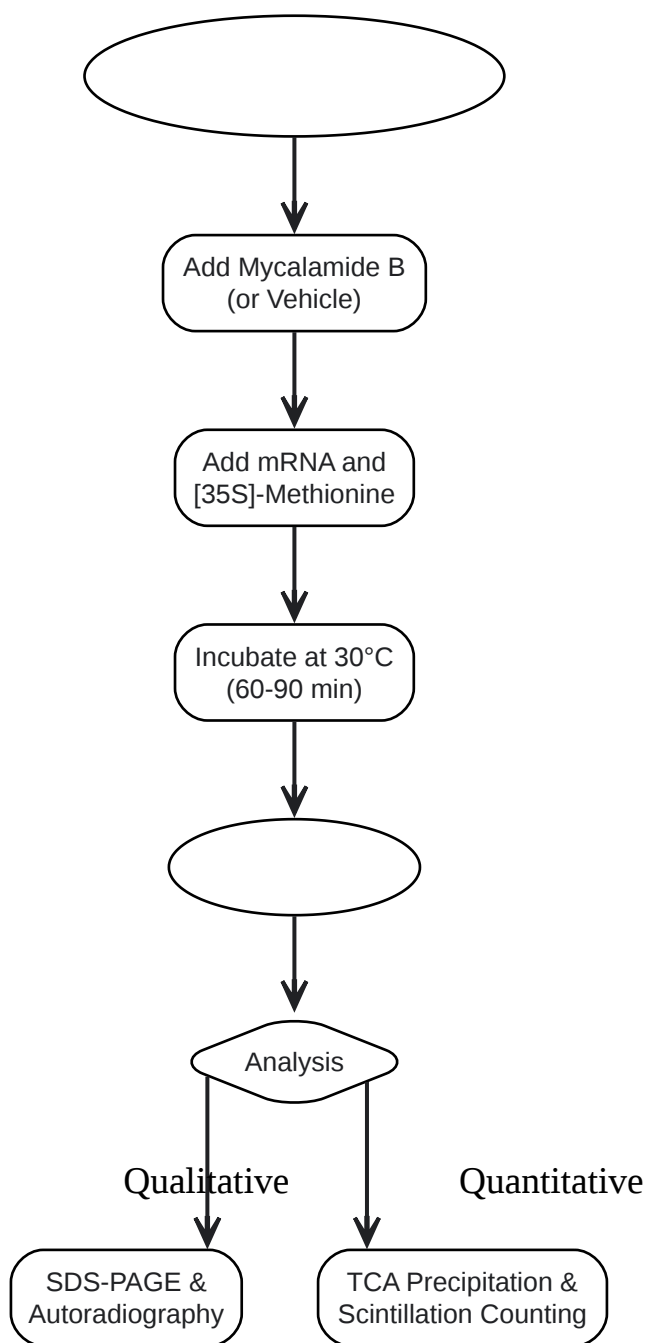 Add Mycalamide B
(or Vehicle)
Add mRNA and
[35S]-Methionine
Incubate at 30°C
(60-90 min)
Analysis
Qualitative
Quantitative
SDS-PAGE &
Autoradiography
TCA Precipitation &
Scintillation Counting